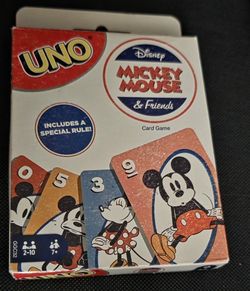 UNO
Disney
MICKEY
MOUSE
& Friends
Card Game
INCLUDES A
SPECIAL RULE!
0
5
3
9
2-10
7+